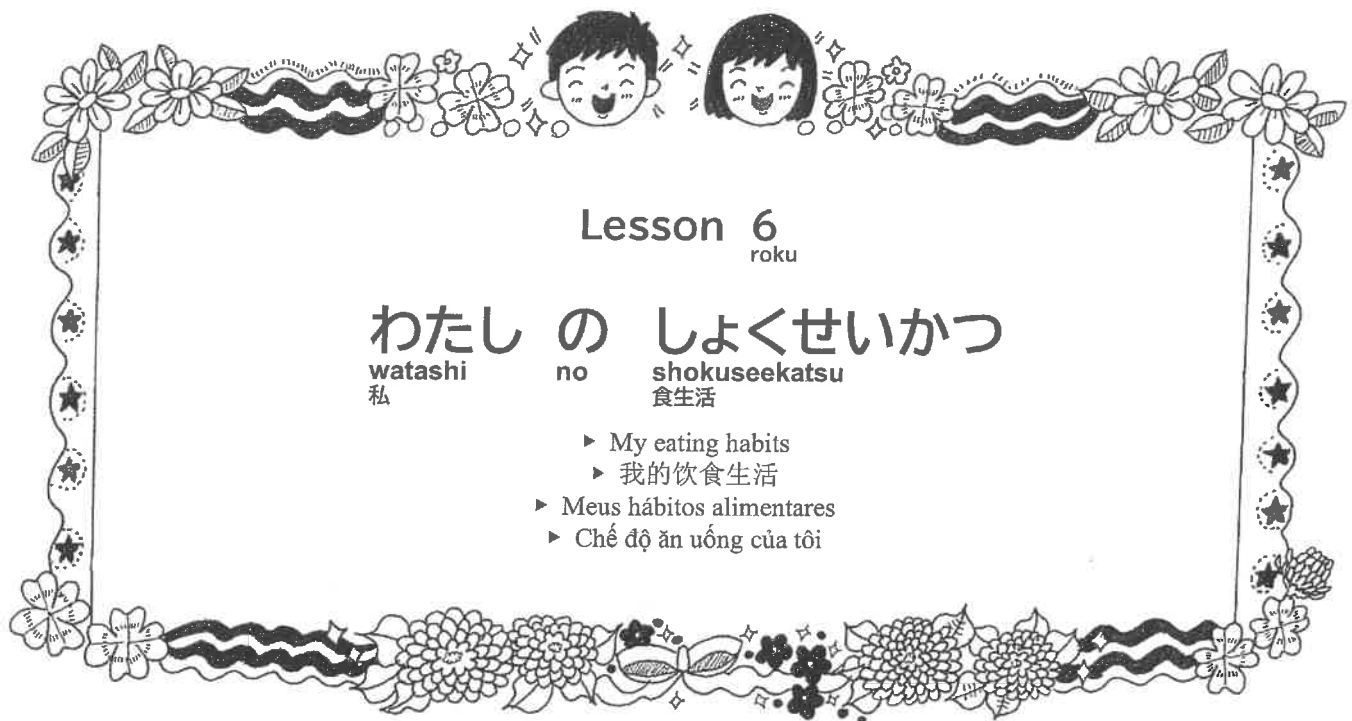 Lesson 6
roku
わたし の しょくせいかつ
watashi no shokuseekatsu
私 食生活
▶ My eating habits
▶ 我的饮食生活
▶ Meus hábitos alimentares
▶ Chế độ ăn uống của tôi